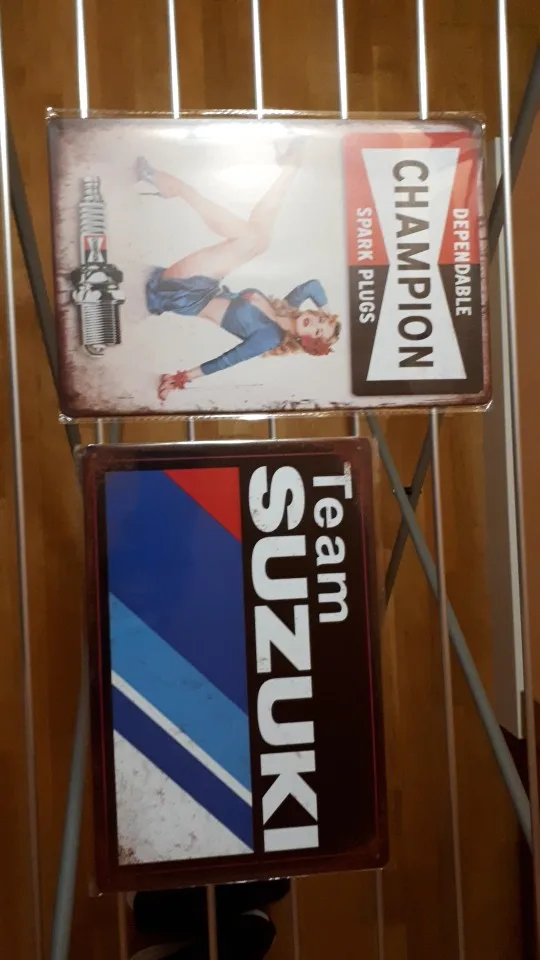 DEPENDABLE
CHAMPION
SPARK PLUGS
Team
SUZUKI